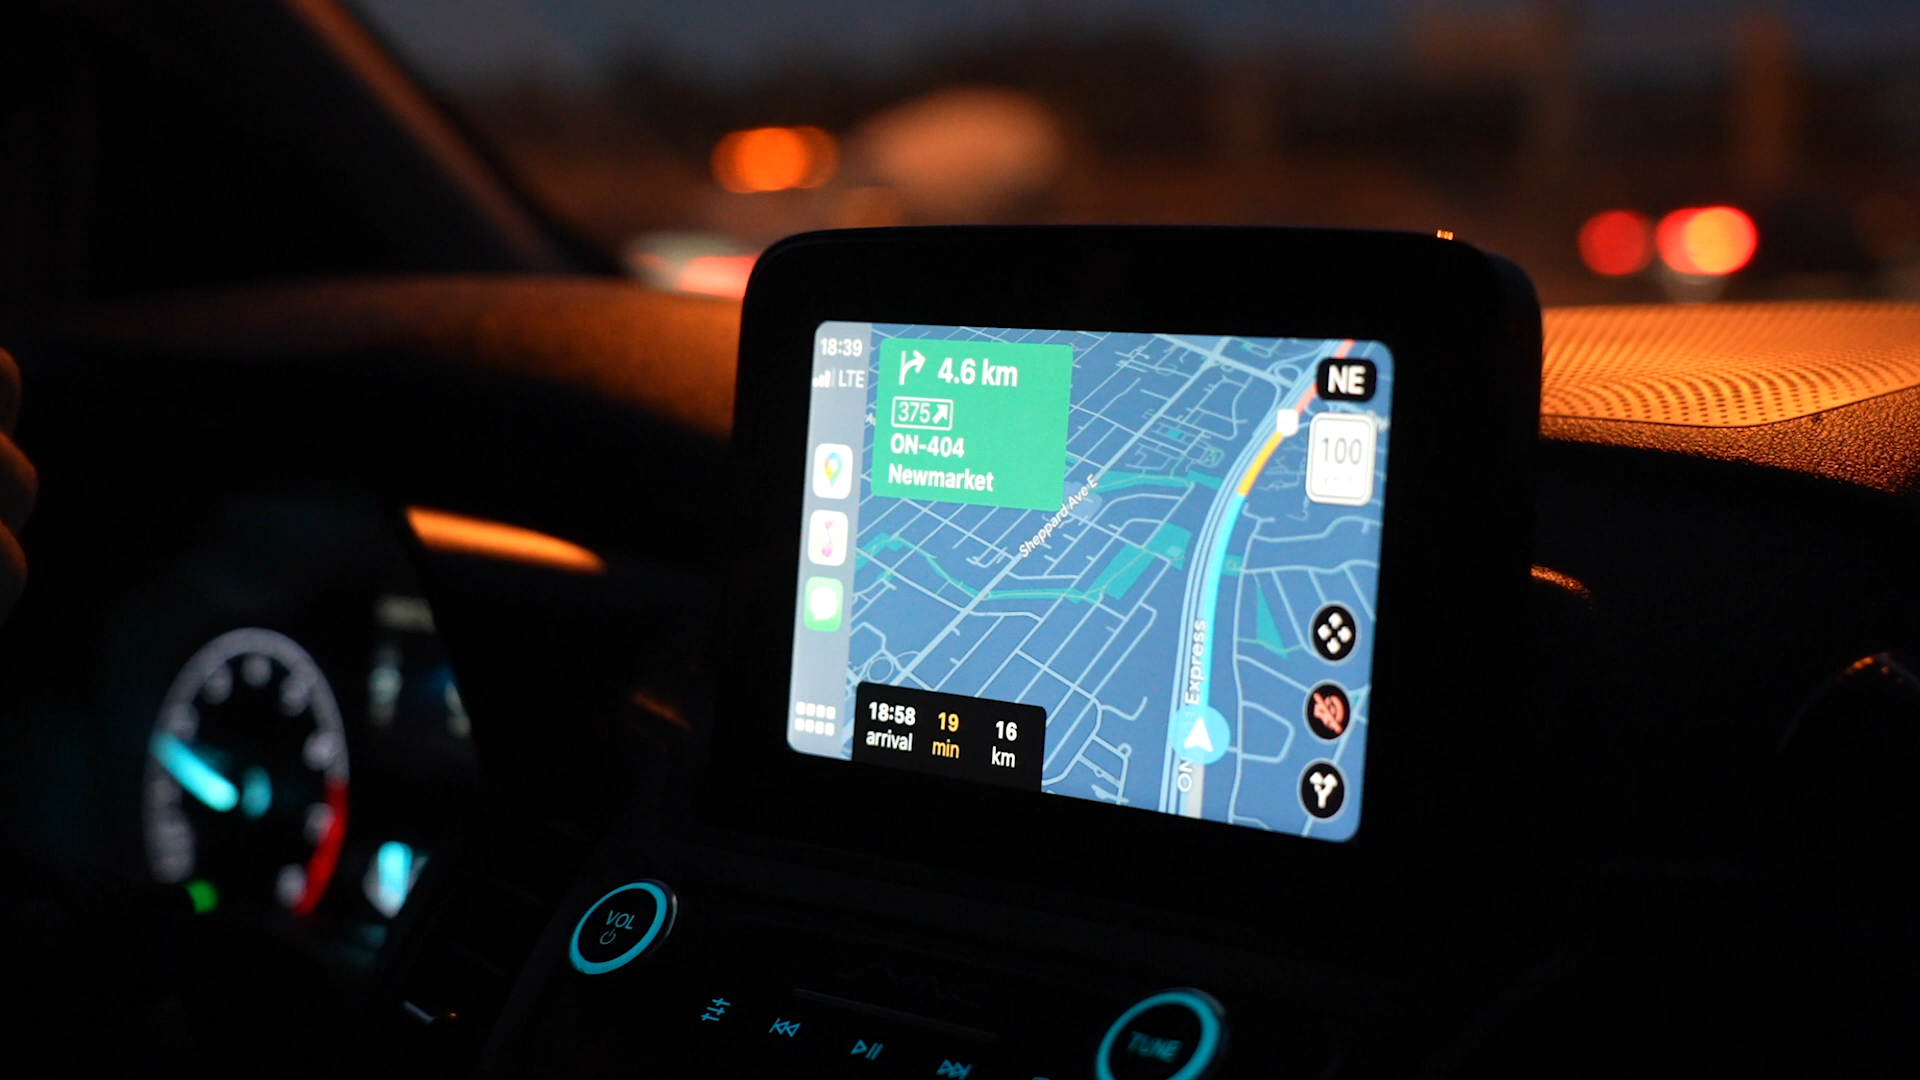 18:39
LTE
4.6 km
375
ON-404
Newmarket
NE
100
Sheppard Ave E
Express
ON
18:58 19 16
arrival min km
VOL
TUNE